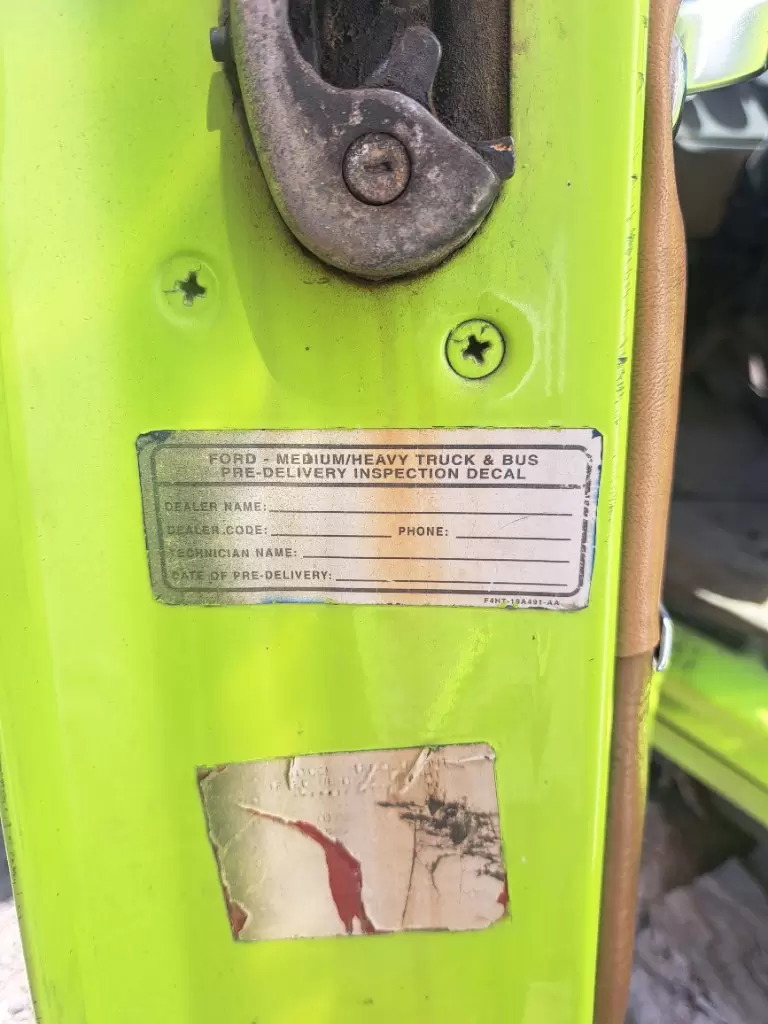 FORD - MEDIUM/HEAVY TRUCK & BUS
PRE-DELIVERY INSPECTION DECAL
DEALER NAME:
DEALER CODE: PHONE:
TECHNICIAN NAME:
DATE OF PRE-DELIVERY:
F4HT-19A491-AA